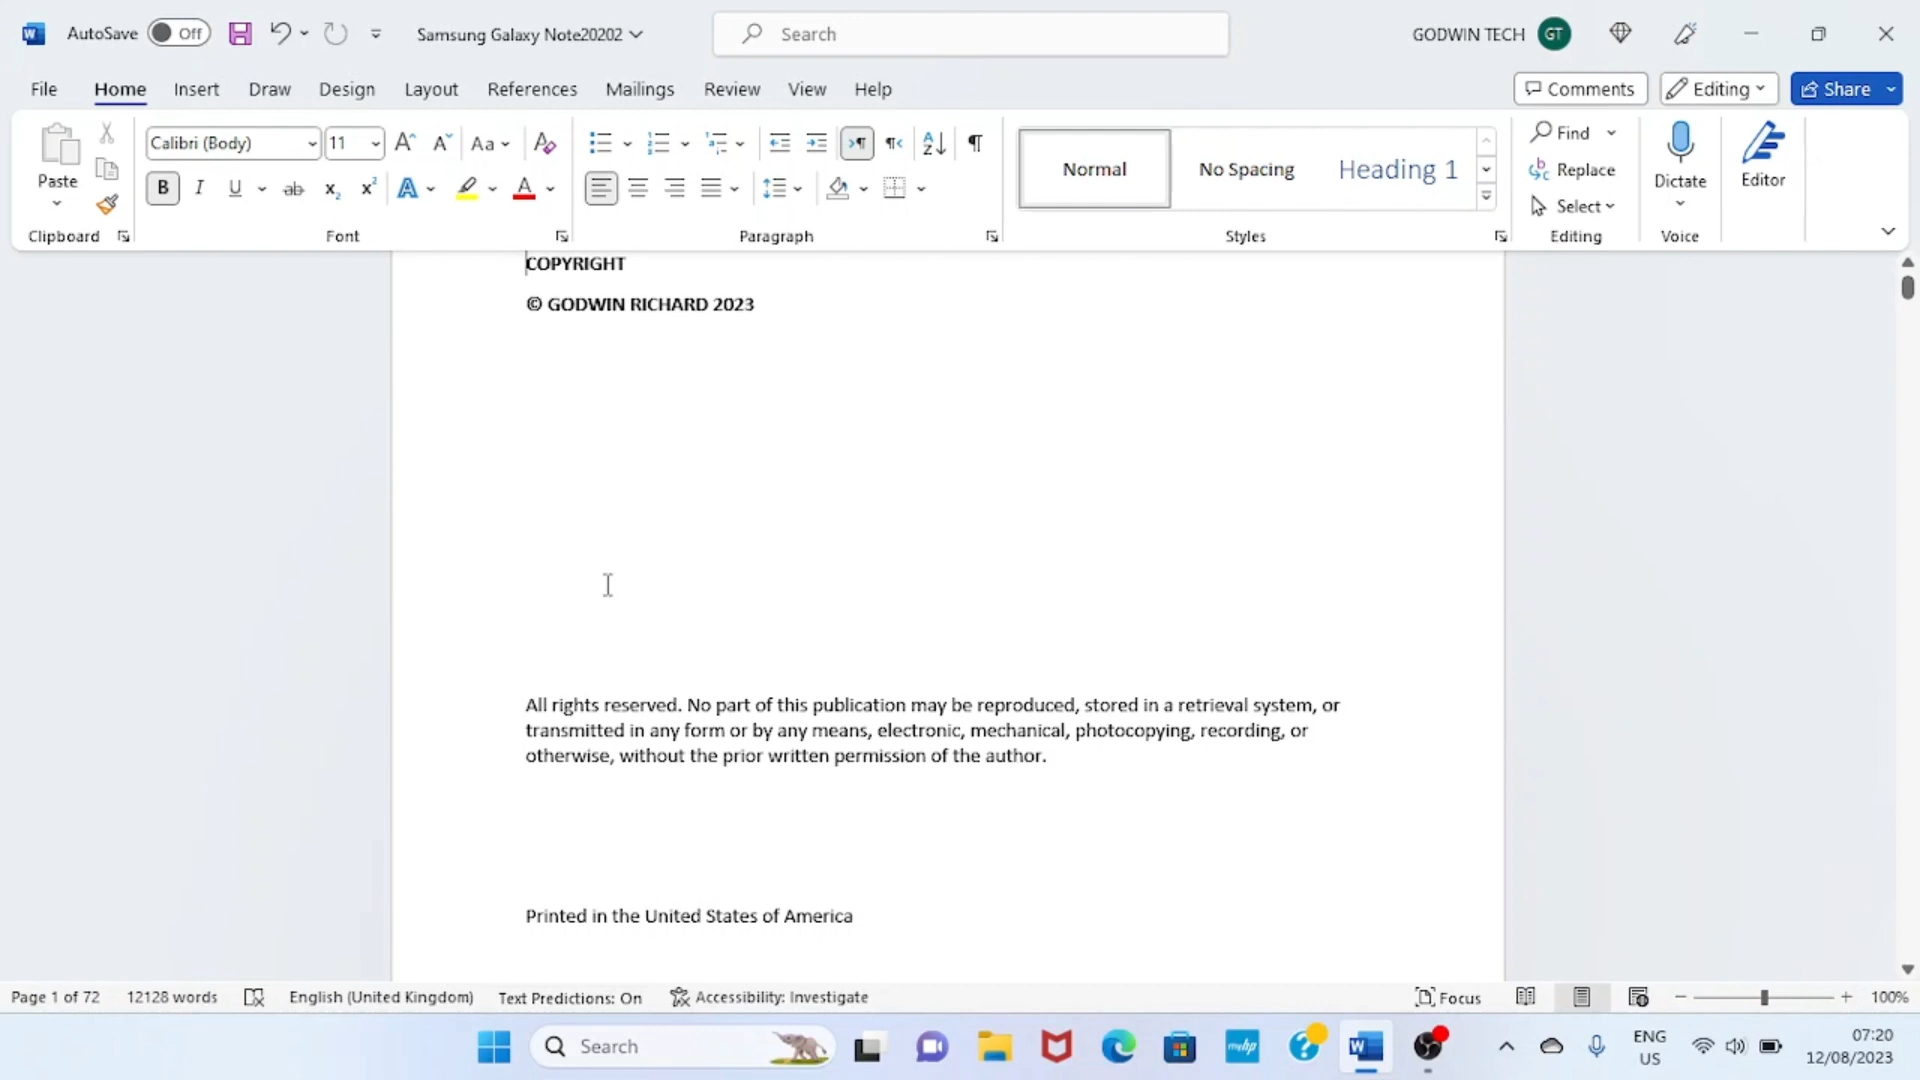 AutoSave Off Samsung Galaxy Note20202 Search GODWIN TECH GT
File Home Insert Draw Design Layout References Mailings Review View Help Comments Editing Share
Paste Calibri (Body) 11 Aa Normal No Spacing Heading 1 Find Replace Select Dictate Editor
Clipboard Font Paragraph Styles Editing Voice
COPYRIGHT
© GODWIN RICHARD 2023
All rights reserved. No part of this publication may be reproduced, stored in a retrieval system, or
transmitted in any form or by any means, electronic, mechanical, photocopying, recording, or
otherwise, without the prior written permission of the author.
Printed in the United States of America
Page 1 of 72 12128 words English (United Kingdom) Text Predictions: On Accessibility: Investigate Focus 100%
Search myhp ENG 07:20
US 12/08/2023